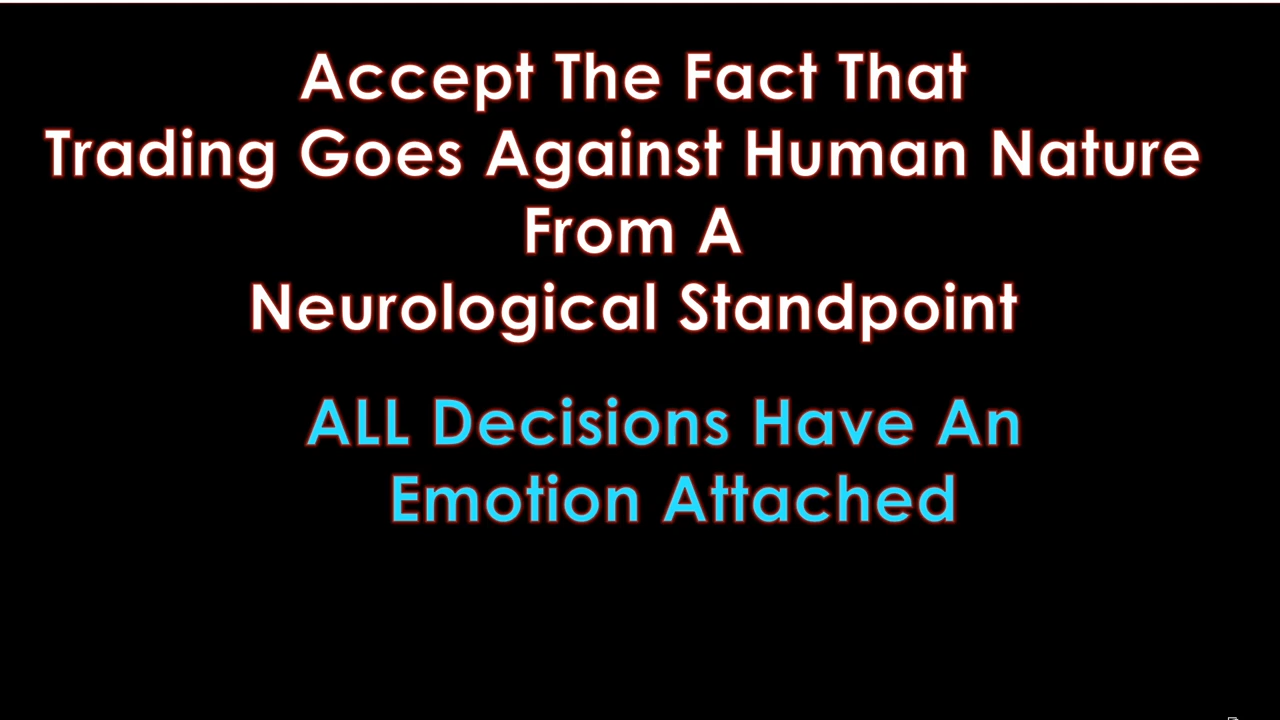 Accept The Fact That
Trading Goes Against Human Nature
From A
Neurological Standpoint
ALL Decisions Have An
Emotion Attached